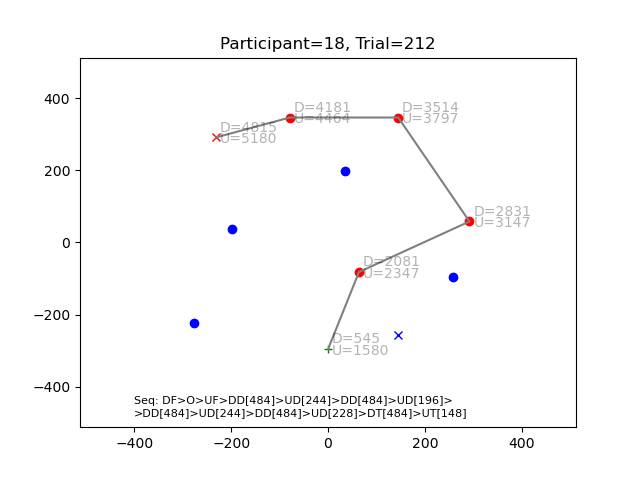 Participant=18, Trial=212
400
200
0
−200
−400
−400
−200
0
200
400
D=4815
U=5180
D=4181
U=4464
D=3514
U=3797
D=2831
U=3147
D=2081
U=2347
D=545
U=1580
Seq: DF>O>UF>DD[484]>UD[244]>DD[484]>UD[196]>
>DD[484]>UD[244]>DD[484]>UD[228]>DT[484]>UT[148]